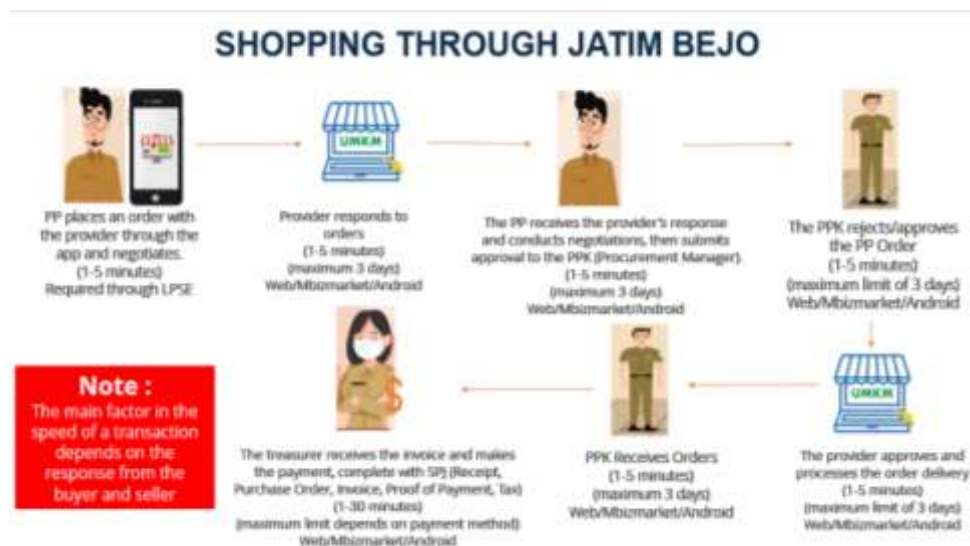 SHOPPING THROUGH JATIM BEJO
UMKM
PP places an order with
the provider through the
app and negotiates.
(1-5 minutes)
Required through LPSE
Provider responds to
orders
(1-5 minutes)
(maximum 3 days)
Web/Mbizmarket/Android
The PP receives the provider's response
and conducts negotiations, then submits
approval to the PPK (Procurement Manager).
(1-5 minutes)
(maximum 3 days)
Web/Mbizmarket/Android
The PPK rejects/approves
the PP Order
(1-5 minutes)
(maximum limit of 3 days)
Web/Mbizmarket/Android
UMKM
The provider approves and
processes the order delivery
(1-5 minutes)
(maximum limit of 3 days)
Web/Mbizmarket/Android
PPK Receives Orders
(1-5 minutes)
(maximum 3 days)
Web/Mbizmarket/Android
$
The treasurer receives the invoice and makes
the payment, complete with SPJ (Receipt,
Purchase Order, Invoice, Proof of Payment, Tax)
(1-30 minutes)
(maximum limit depends on payment method)
Web/Mbizmarket/Android
Note :
The main factor in the
speed of a transaction
depends on the
response from the
buyer and seller